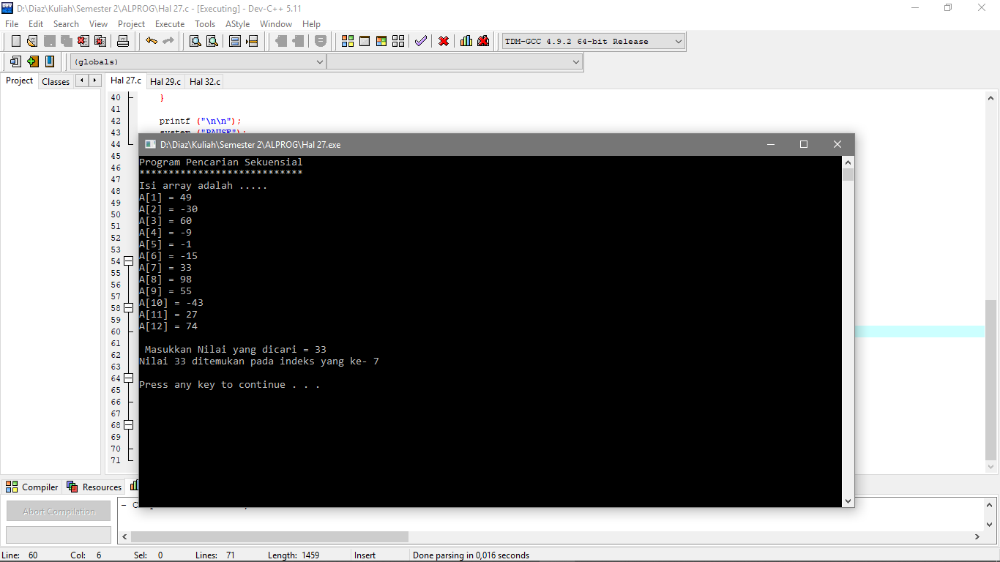 D:\Diaz\Kuliah\Semester 2\ALPROG\Hal 27.c - [Executing] - Dev-C++ 5.11
File Edit Search View Project Execute Tools AStyle Window Help
TDM-GCC 4.9.2 64-bit Release
(globals)
Project Classes Hal 27.c Hal 29.c Hal 32.c
40 }
41
42 printf ("\n\n");
43 system ("PAUSE");
44
45
46
47
48
49
50
51
52
53
54
55
56
57
58
59
60
61
62
63
64
65
66
67
68
69
70
71
D:\Diaz\Kuliah\Semester 2\ALPROG\Hal 27.exe
Program Pencarian Sekuensial
****************************
Isi array adalah .....
A[1] = 49
A[2] = -30
A[3] = 60
A[4] = -9
A[5] = -1
A[6] = -15
A[7] = 33
A[8] = 98
A[9] = 55
A[10] = -43
A[11] = 27
A[12] = 74
Masukkan Nilai yang dicari = 33
Nilai 33 ditemukan pada indeks yang ke- 7
Press any key to continue . . .
Compiler Resources
Abort Compilation
Line: 60 Col: 6 Sel: 0 Lines: 71 Length: 1459 Insert Done parsing in 0,016 seconds